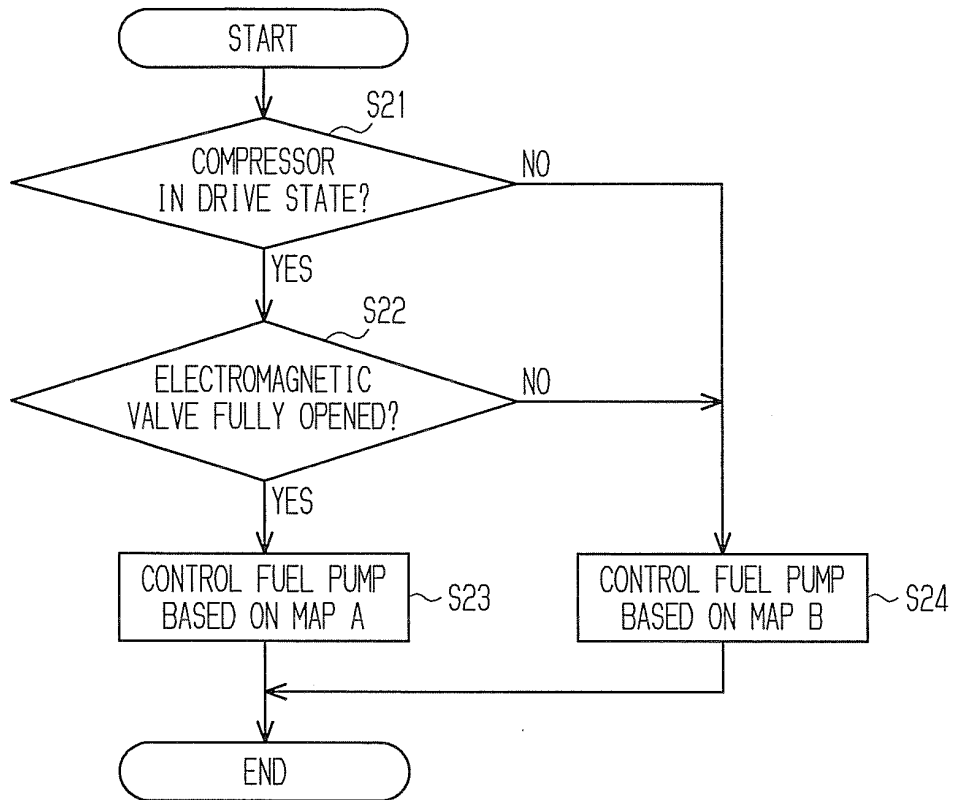 START
S21
COMPRESSOR
IN DRIVE STATE?
NO
YES
S22
ELECTROMAGNETIC
VALVE FULLY OPENED?
NO
YES
CONTROL FUEL PUMP
BASED ON MAP A
S23
CONTROL FUEL PUMP
BASED ON MAP B
S24
END